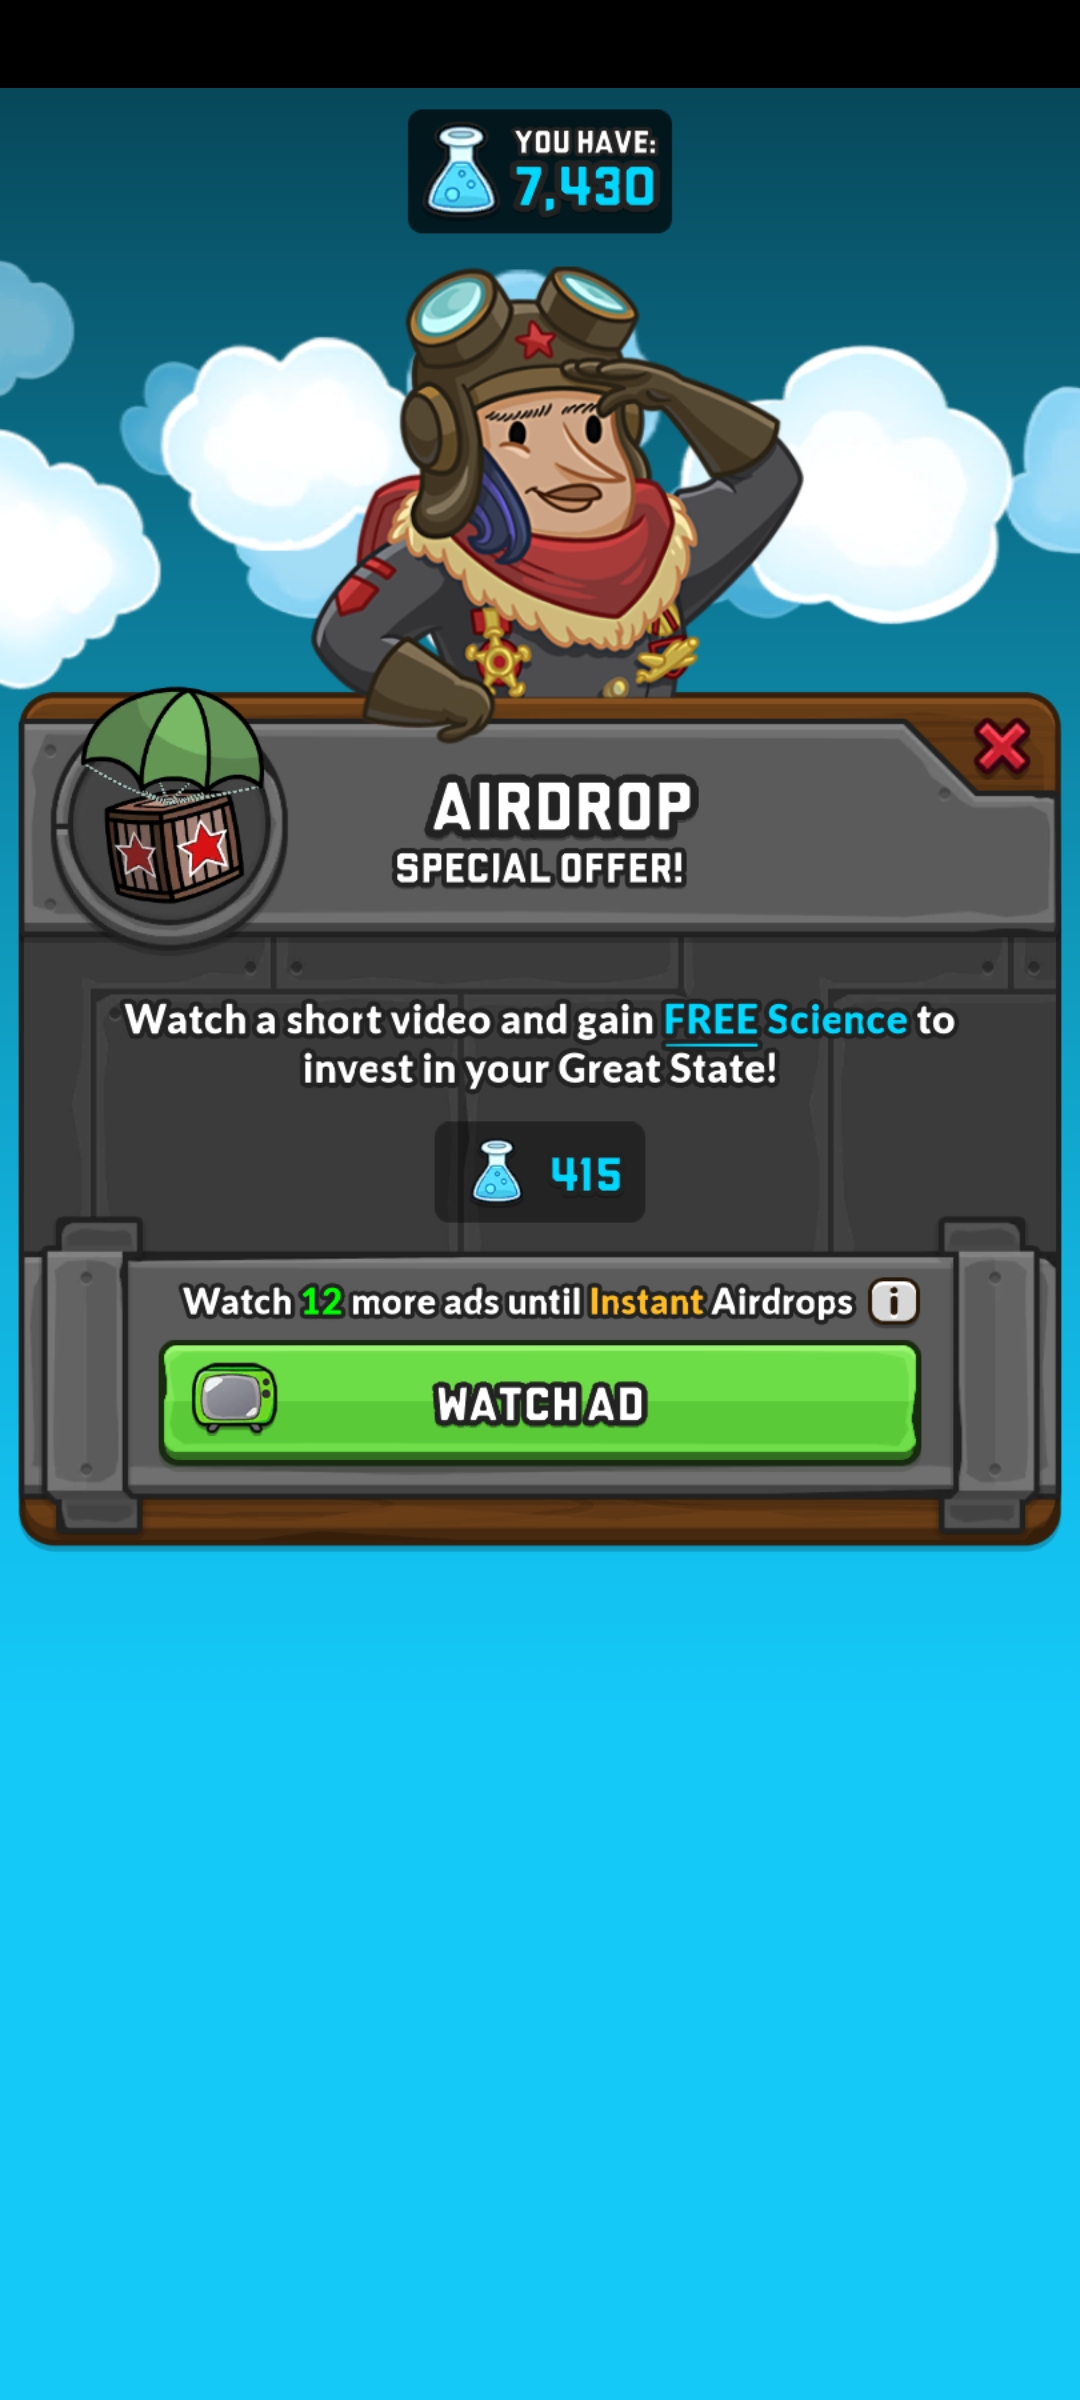 YOU HAVE:
7,430
AIRDROP
SPECIAL OFFER!
Watch a short video and gain FREE Science to
invest in your Great State!
415
Watch 12 more ads until Instant Airdrops i
WATCH AD